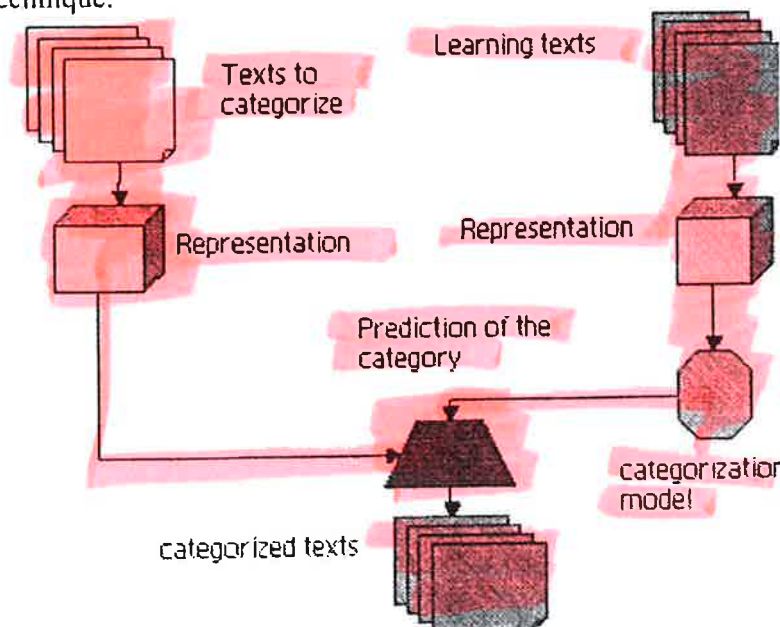 Learning texts
Texts to
categorize
Representation
Representation
Prediction of the
category
categorization
model
categorized texts